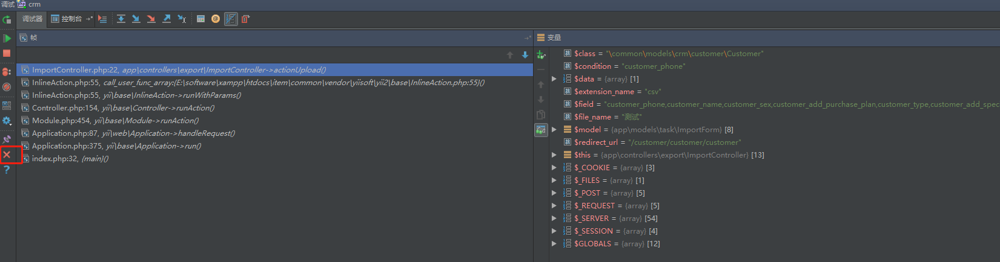 调试 crm
调试器 控制台
帧
ImportController.php:22, app\controllers\export\ImportController->actionUpload()
InlineAction.php:55, call_user_func_array:{E:\software\xampp\htdocs\item\common\vendor\yiisoft\yii2\base\InlineAction.php:55}()
InlineAction.php:55, yii\base\InlineAction->runWithParams()
Controller.php:154, yii\base\Controller->runAction()
Module.php:454, yii\base\Module->runAction()
Application.php:87, yii\web\Application->handleRequest()
Application.php:375, yii\base\Application->run()
index.php:32, {main}()
变量
$class = "\common\models\crm\customer\Customer"
$condition = "customer_phone"
$data = {array} [1]
$extension_name = "csv"
$field = "customer_phone,customer_name,customer_sex,customer_add_purchase_plan,customer_type,customer_add_spec
$file_name = "测试"
$model = {app\models\task\ImportForm} [8]
$redirect_url = "/customer/customer/customer"
$this = {app\controllers\export\ImportController} [13]
$_COOKIE = {array} [3]
$_FILES = {array} [1]
$_POST = {array} [5]
$_REQUEST = {array} [5]
$_SERVER = {array} [54]
$_SESSION = {array} [4]
$GLOBALS = {array} [12]